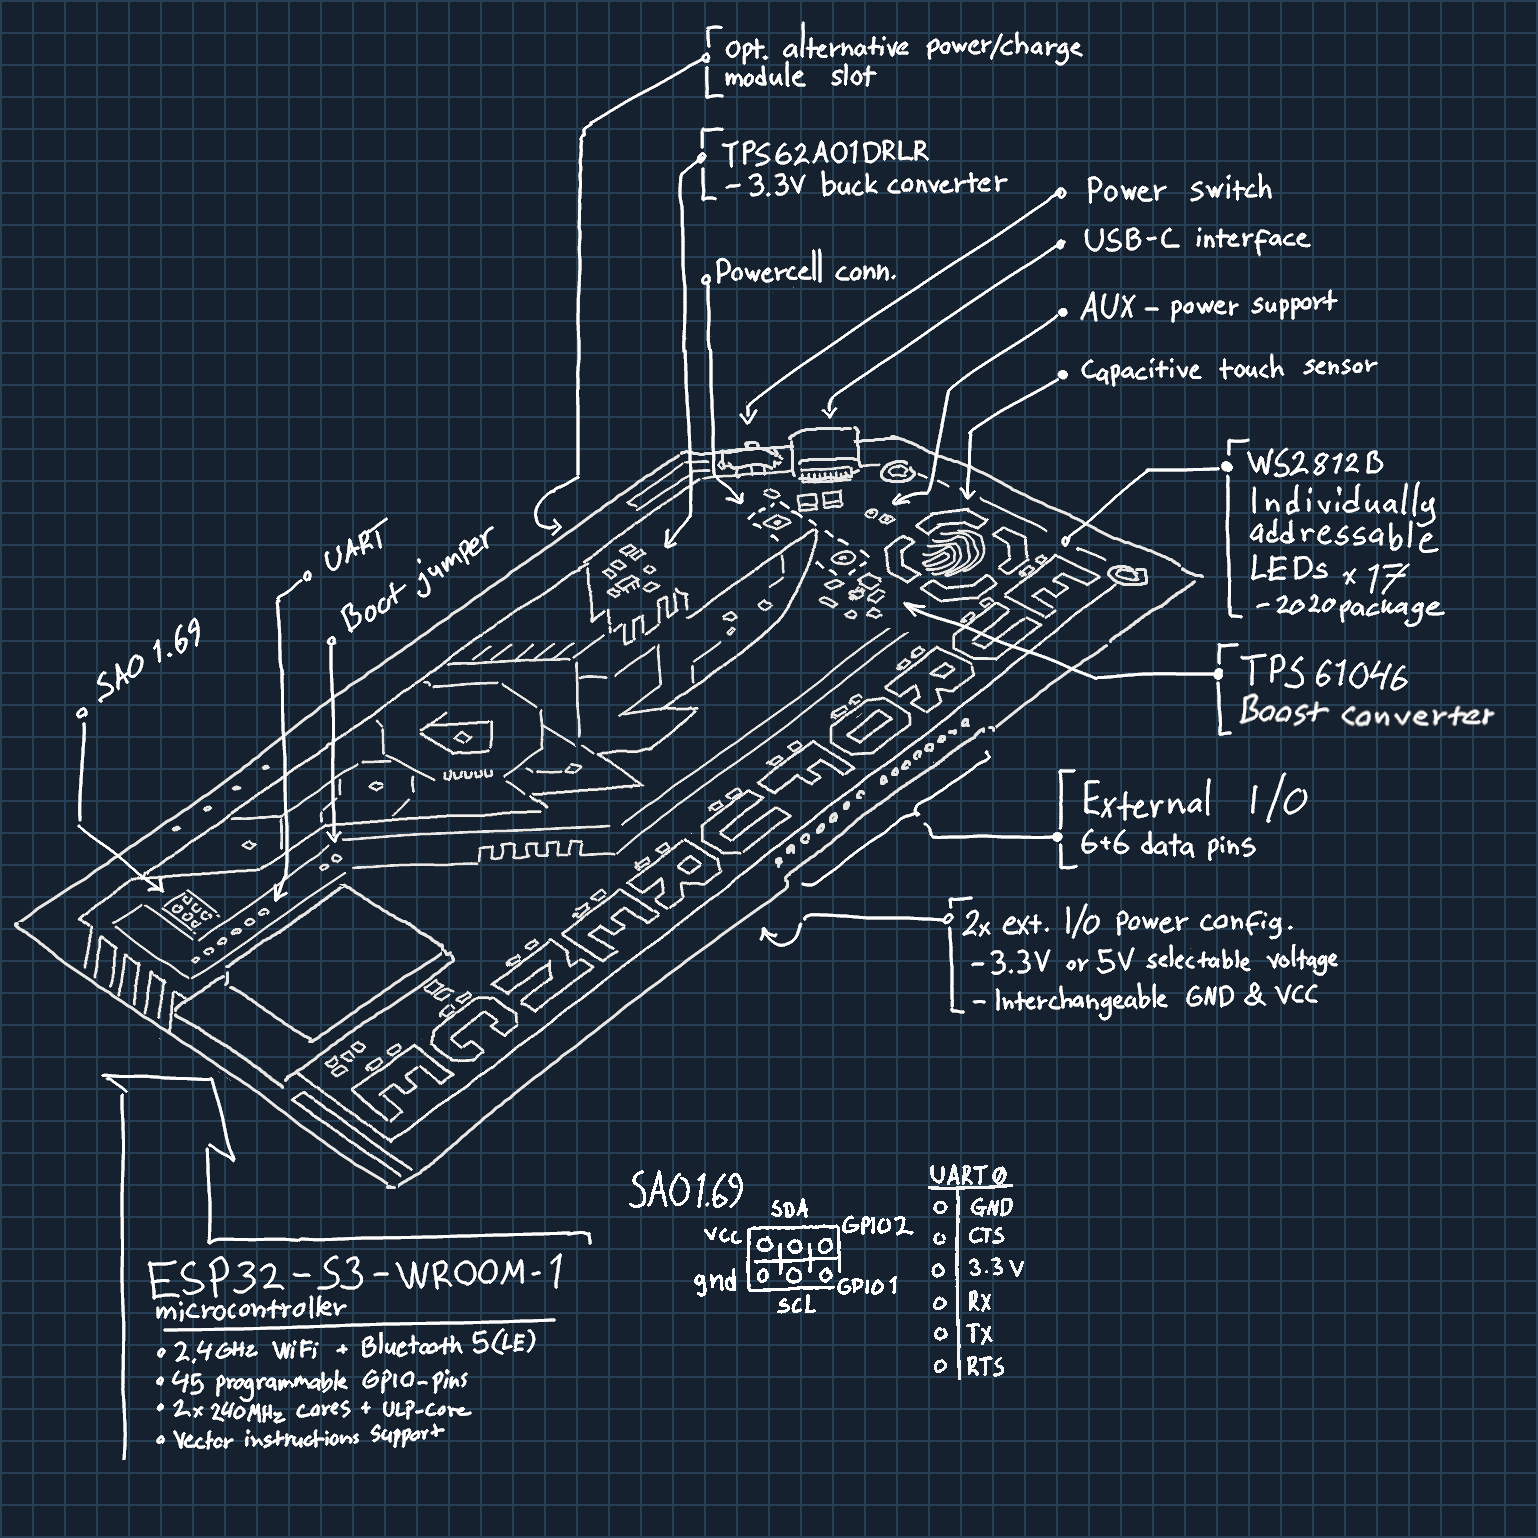 Opt. alternative power/charge
module slot
TPS62A01DRLR
- 3.3V buck converter
Powercell conn.
Power switch
USB-C interface
AUX - power support
Capacitive touch sensor
WS2812B
Individually
addressable
LEDs x 17
- 2020 package
TPS61046
Boost converter
UART
Boot jumper
SAO 1.69
External I/O
6+6 data pins
2x ext. I/O power config.
- 3.3V or 5V selectable voltage
- Interchangeable GND & VCC
ESP32-S3-WROOM-1
microcontroller
• 2,4GHz WiFi + Bluetooth 5(LE)
• 45 programmable GPIO-pins
• 2x 240MHz cores + ULP-core
• Vector instructions support
SAO 1.69
SDA
VCC
GPIO2
gnd
GPIO1
SCL
UART0
GND
CTS
3.3V
RX
TX
RTS